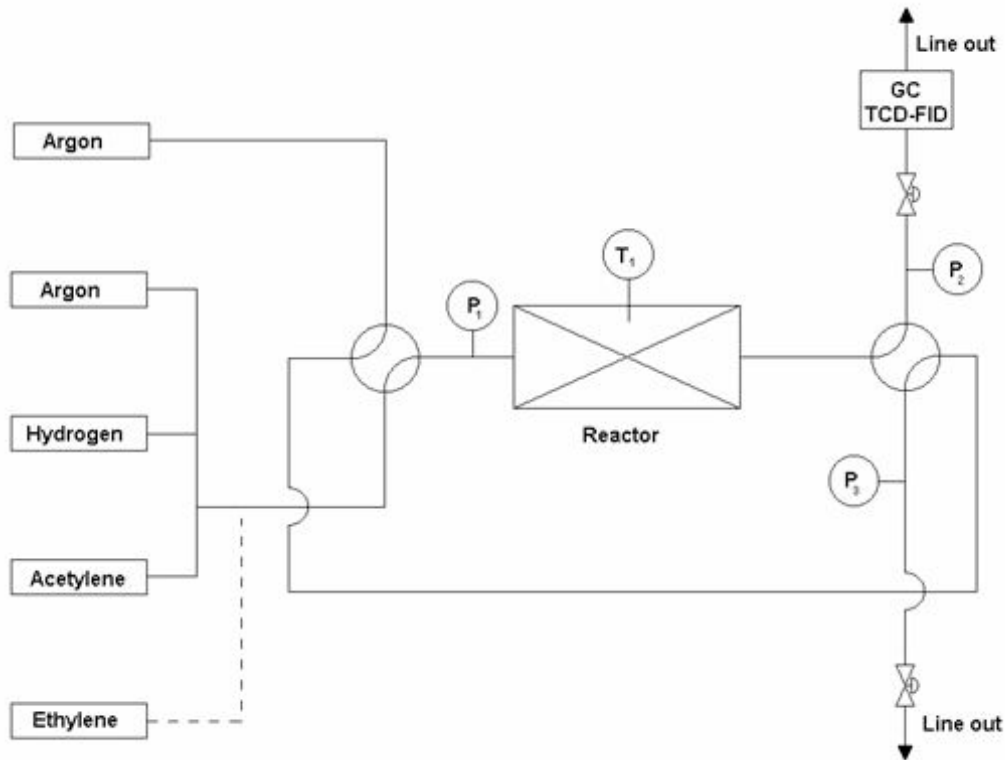 Line out
GC
TCD-FID
Argon
T1
Argon
P1
P2
Hydrogen
Reactor
P3
Acetylene
Ethylene
Line out